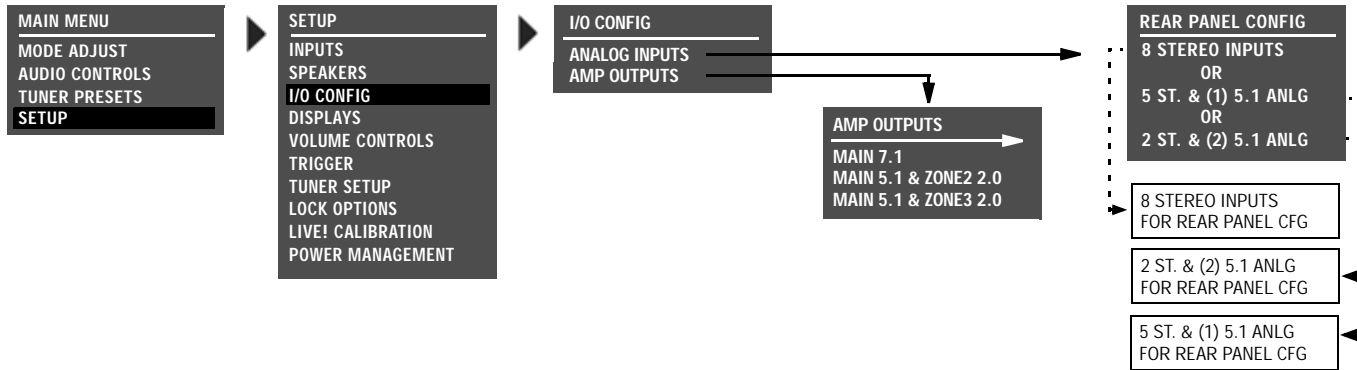 MAIN MENU
MODE ADJUST
AUDIO CONTROLS
TUNER PRESETS
SETUP
SETUP
INPUTS
SPEAKERS
I/O CONFIG
DISPLAYS
VOLUME CONTROLS
TRIGGER
TUNER SETUP
LOCK OPTIONS
LIVE! CALIBRATION
POWER MANAGEMENT
I/O CONFIG
ANALOG INPUTS
AMP OUTPUTS
AMP OUTPUTS
MAIN 7.1
MAIN 5.1 & ZONE2 2.0
MAIN 5.1 & ZONE3 2.0
REAR PANEL CONFIG
8 STEREO INPUTS
OR
5 ST. & (1) 5.1 ANLG
OR
2 ST. & (2) 5.1 ANLG
8 STEREO INPUTS
FOR REAR PANEL CFG
2 ST. & (2) 5.1 ANLG
FOR REAR PANEL CFG
5 ST. & (1) 5.1 ANLG
FOR REAR PANEL CFG